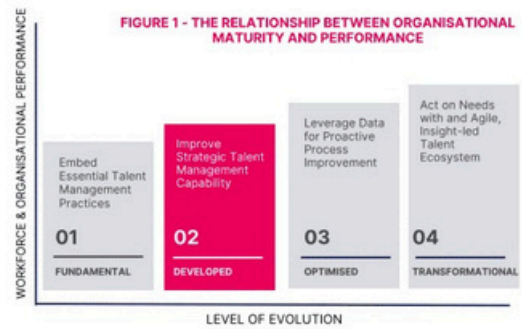 FIGURE 1 - THE RELATIONSHIP BETWEEN ORGANISATIONAL
MATURITY AND PERFORMANCE
WORKFORCE & ORGANISATIONAL PERFORMANCE
Embed
Essential Talent
Management
Practices
01
FUNDAMENTAL
Improve
Strategic Talent
Management
Capability
02
DEVELOPED
Leverage Data
for Proactive
Process
Improvement
03
OPTIMISED
Act on Needs
with and Agile,
Insight-led
Talent
Ecosystem
04
TRANSFORMATIONAL
LEVEL OF EVOLUTION